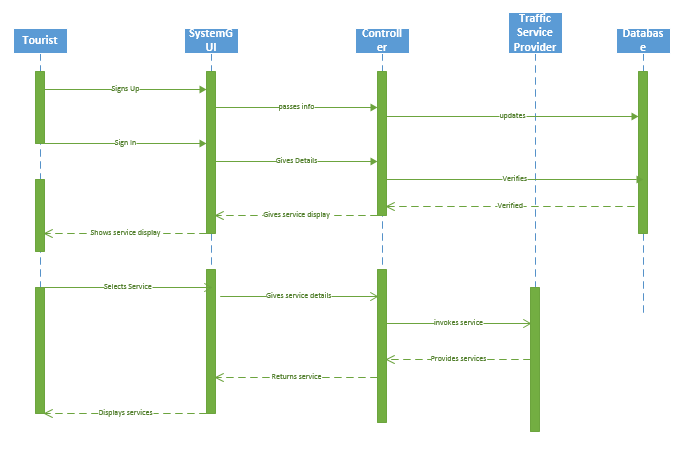 Tourist
SystemG
UI
Controll
er
Traffic
Service
Provider
Databas
e
Signs Up
passes info
updates
Sign In
Gives Details
Verifies
Verified
Gives service display
Shows service display
Selects Service
Gives service details
invokes service
Provides services
Returns service
Displays services